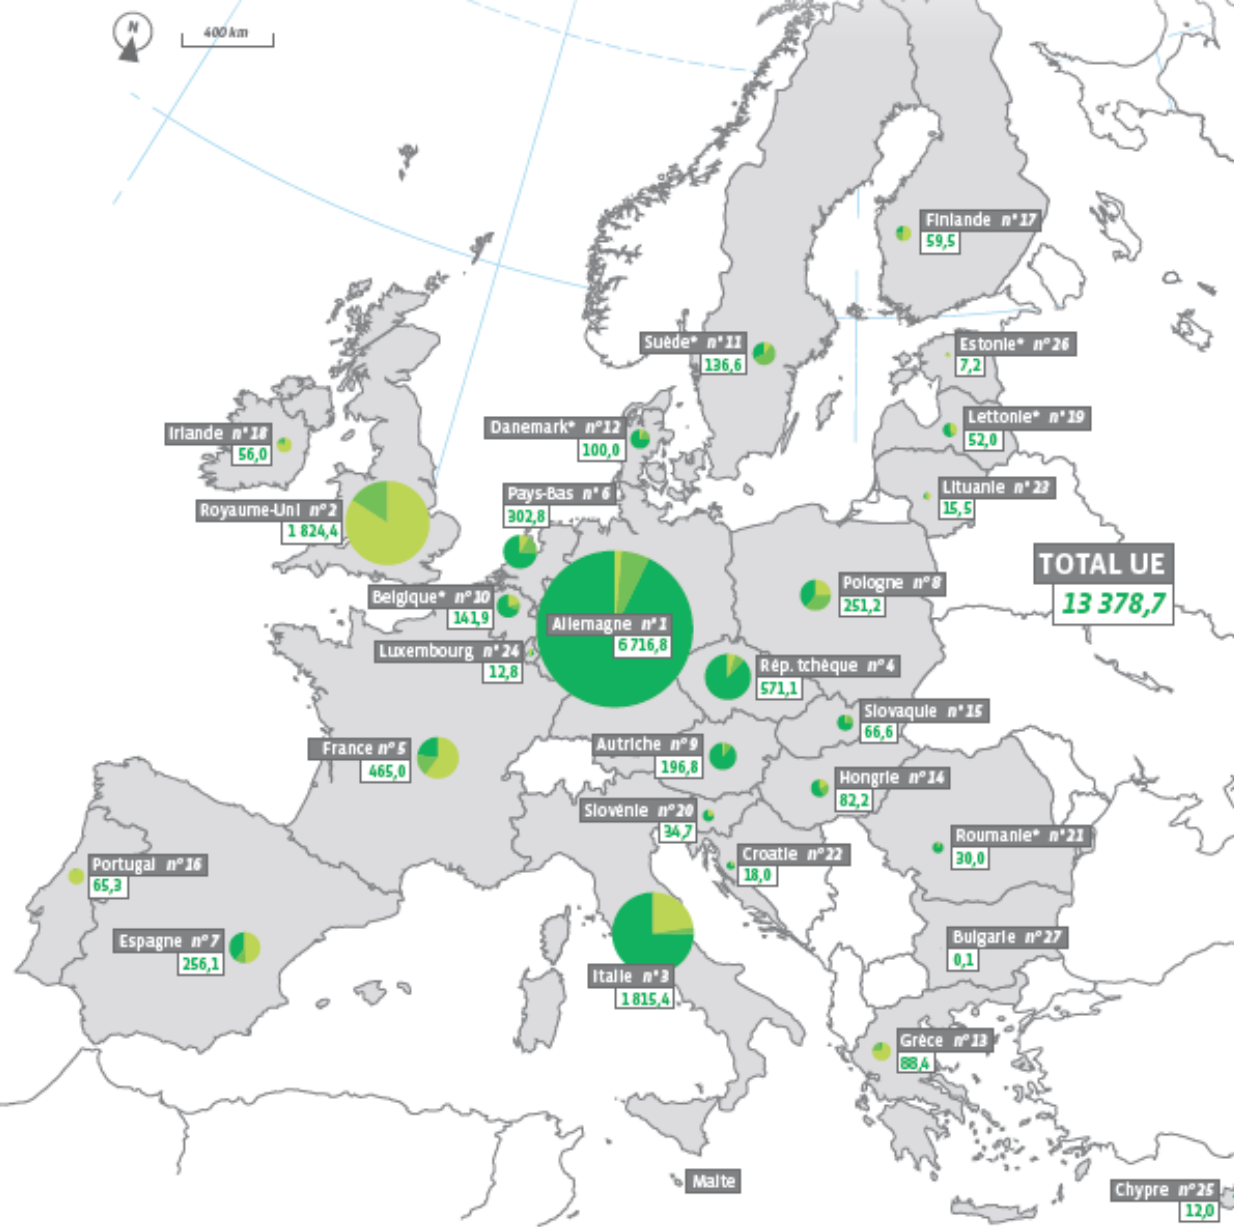 N
400 km
Finlande n°17
59,5
Suède* n°11
136,6
Estonie* n°26
7,2
Lettonie* n°19
52,0
Irlande n°18
56,0
Danemark* n°12
100,0
Lituanie n°23
15,5
Royaume-Uni n°2
1 824,4
Pays-Bas n°6
302,8
TOTAL UE
13 378,7
Belgique* n°10
141,9
Pologne n°8
251,2
Allemagne n°1
6 716,8
Luxembourg n°24
12,8
Rép. tchèque n°4
571,1
Slovaquie n°15
66,6
France n°5
465,0
Autriche n°9
196,8
Hongrie n°14
82,2
Slovénie n°20
34,7
Roumanie* n°21
30,0
Croatie n°22
18,0
Portugal n°16
65,3
Espagne n°7
256,1
Bulgarie n°27
0,1
Italie n°3
1 815,4
Grèce n°13
88,4
Malte
Chypre n°25
12,0